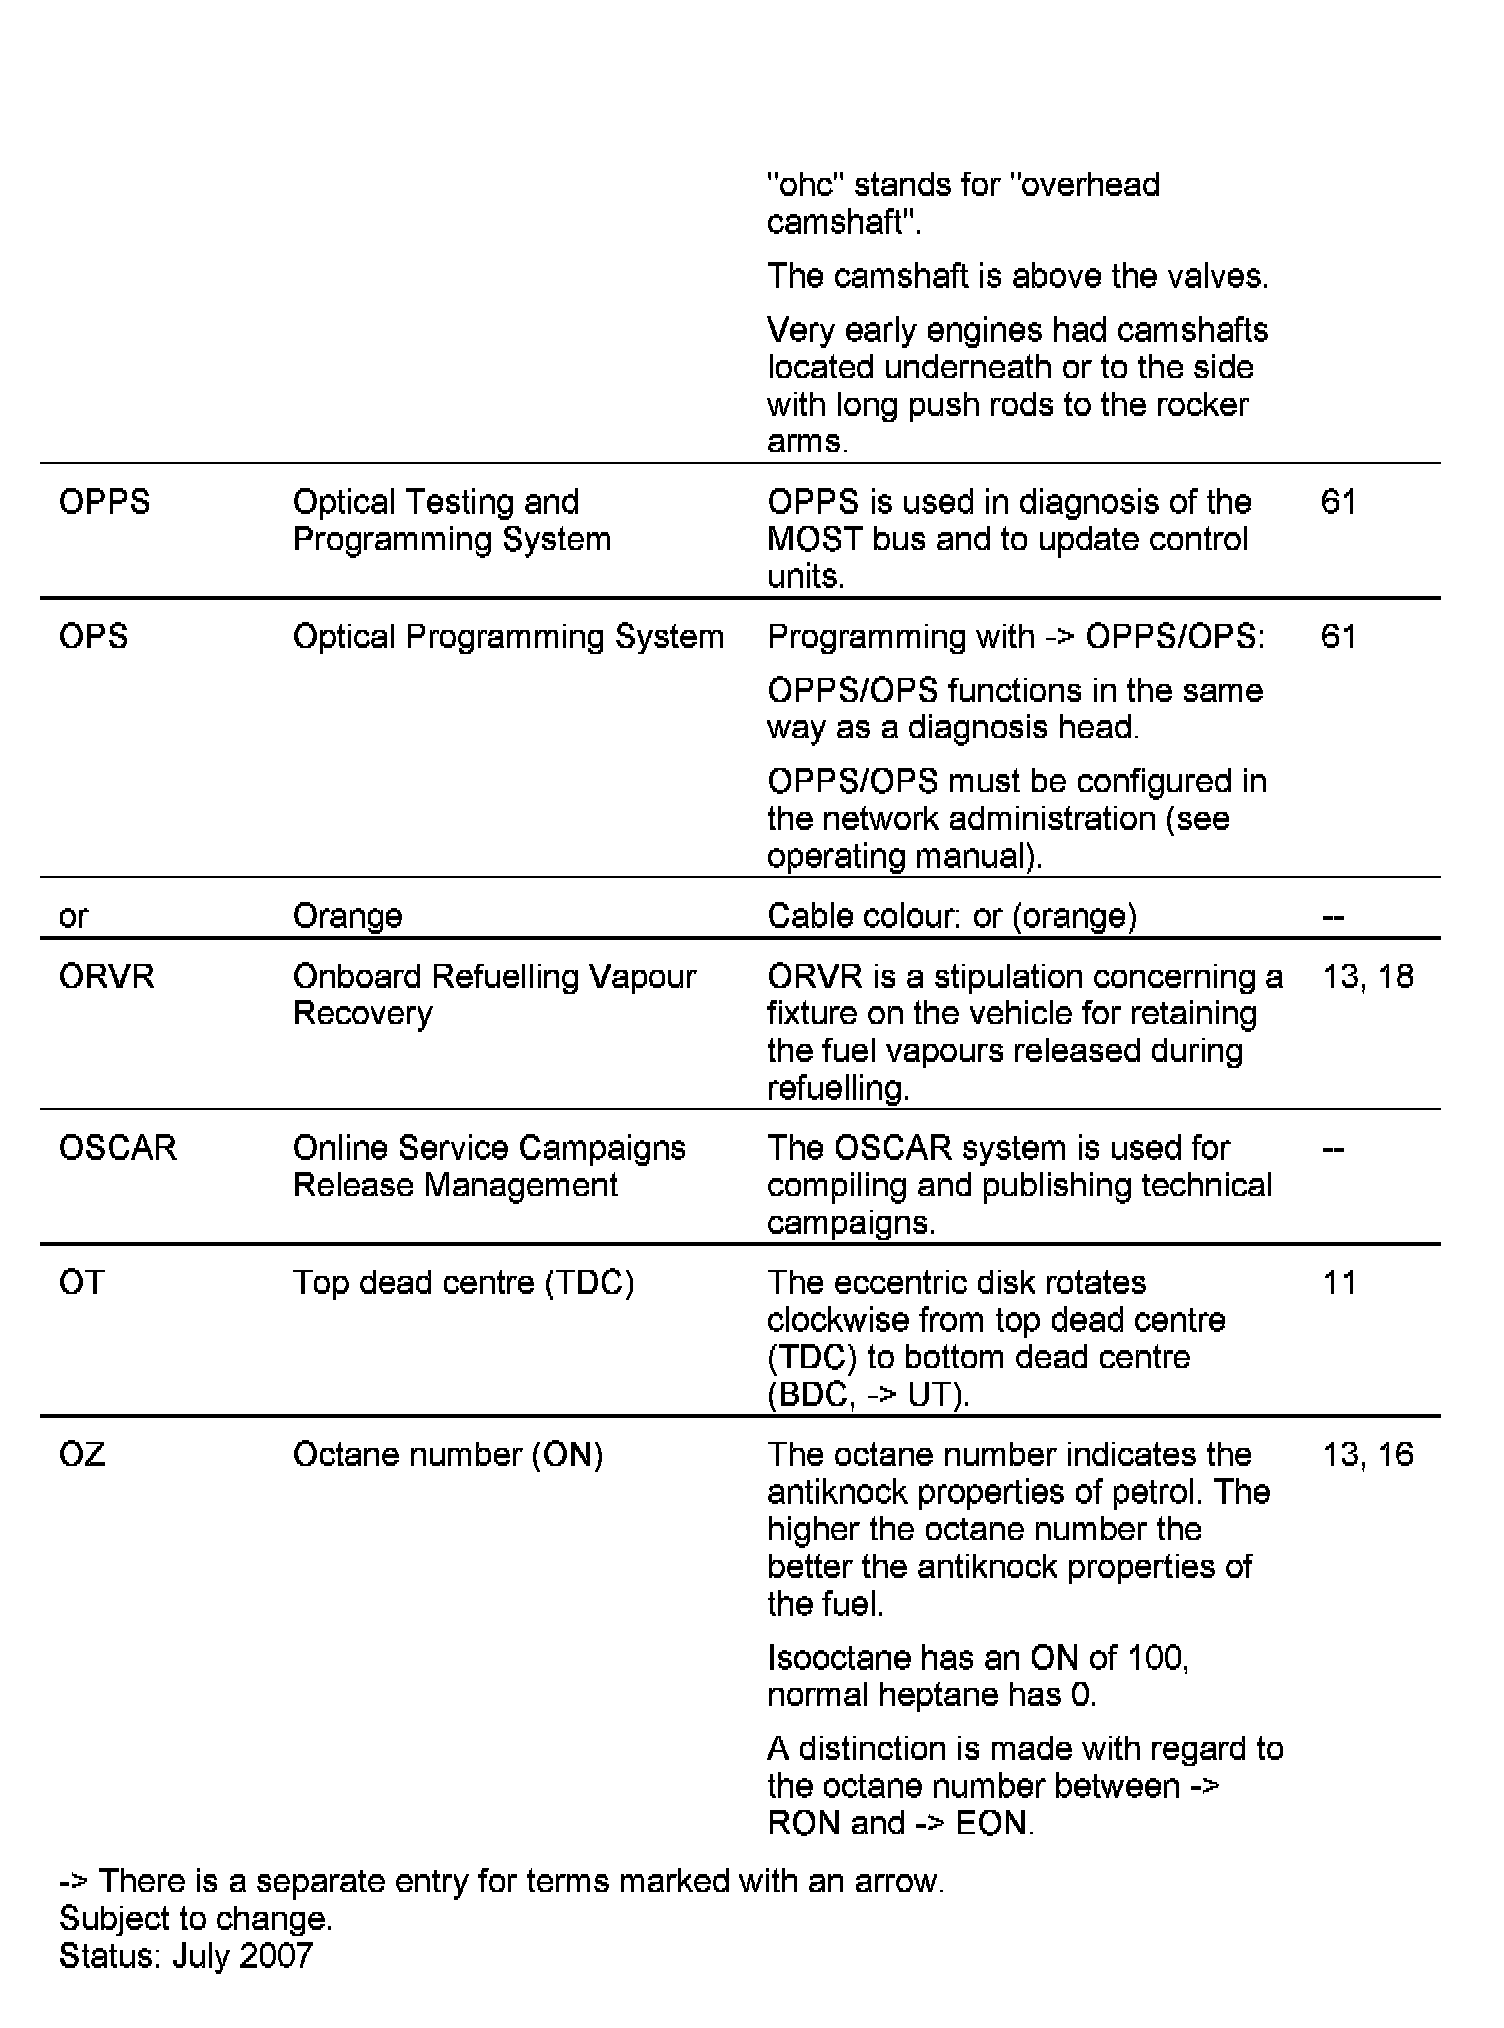 "ohc" stands for "overhead
camshaft".
The camshaft is above the valves.
Very early engines had camshafts
located underneath or to the side
with long push rods to the rocker
arms.
OPPS Optical Testing and OPPS is used in diagnosis of the 61
Programming System MOST bus and to update control
units.
OPS Optical Programming System Programming with -> OPPS/OPS: 61
OPPS/OPS functions in the same
way as a diagnosis head.
OPPS/OPS must be configured in
the network administration (see
operating manual).
or Orange Cable colour: or (orange) --
ORVR Onboard Refuelling Vapour ORVR is a stipulation concerning a 13, 18
Recovery fixture on the vehicle for retaining
the fuel vapours released during
refuelling.
OSCAR Online Service Campaigns The OSCAR system is used for --
Release Management compiling and publishing technical
campaigns.
OT Top dead centre (TDC) The eccentric disk rotates 11
clockwise from top dead centre
(TDC) to bottom dead centre
(BDC, -> UT).
OZ Octane number (ON) The octane number indicates the 13, 16
antiknock properties of petrol. The
higher the octane number the
better the antiknock properties of
the fuel.
Isooctane has an ON of 100,
normal heptane has 0.
A distinction is made with regard to
the octane number between ->
RON and -> EON.
-> There is a separate entry for terms marked with an arrow.
Subject to change.
Status: July 2007